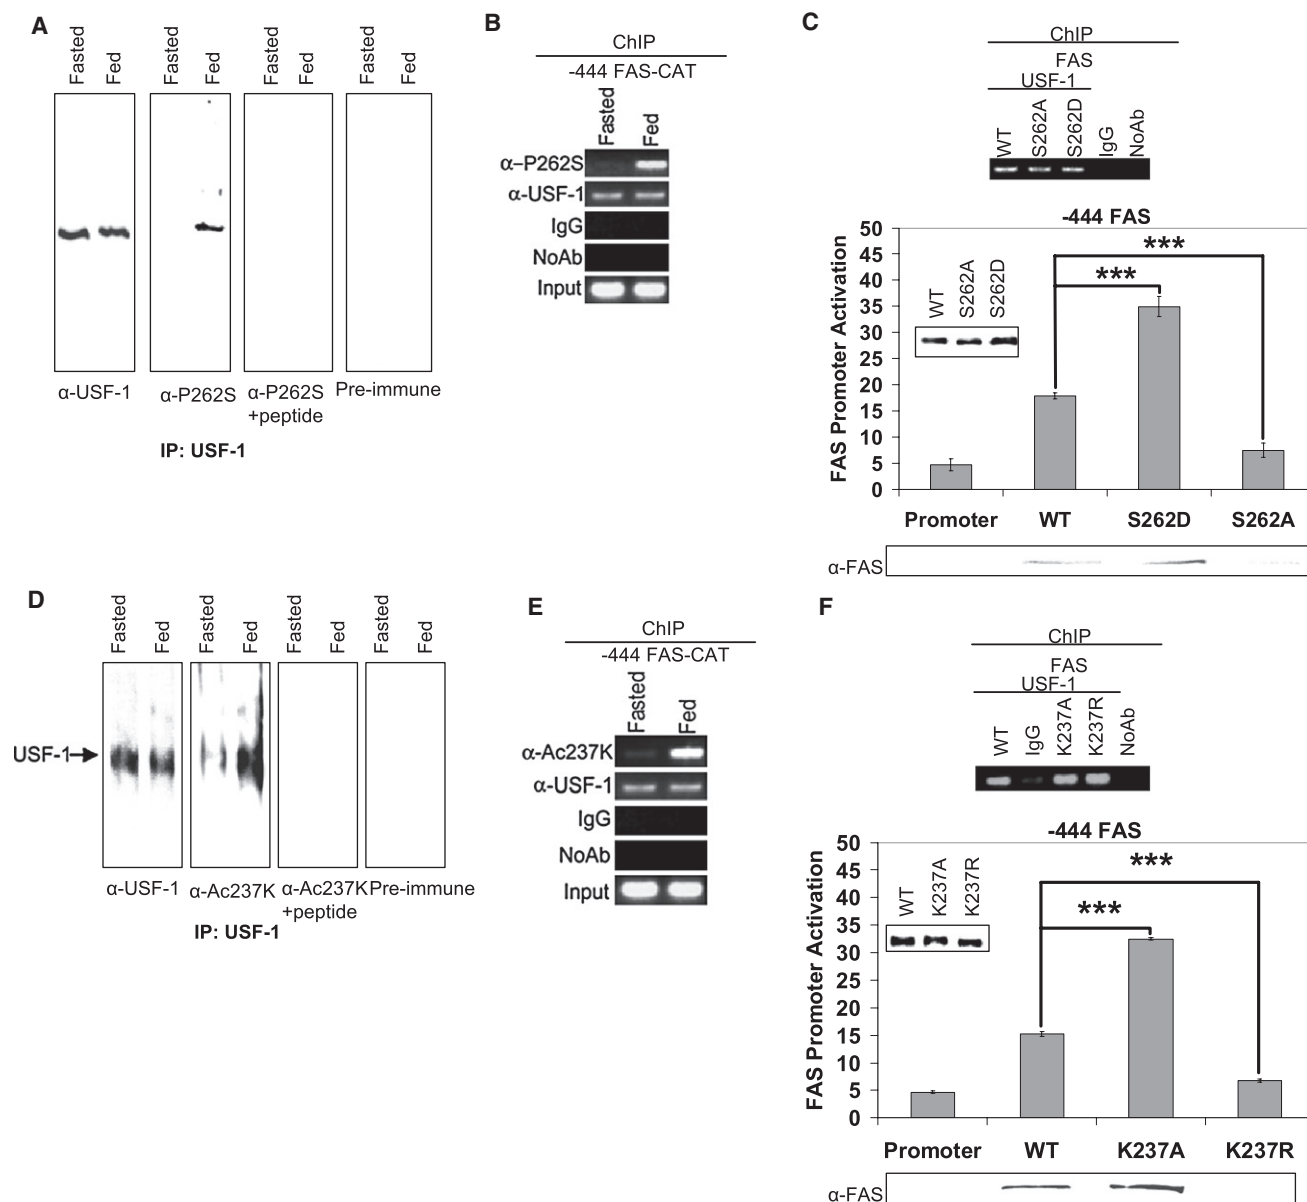 A
Fasted
Fed
Fasted
Fed
Fasted
Fed
Fasted
Fed
α-USF-1
α-P262S
α-P262S
+peptide
Pre-immune
IP: USF-1
B
ChIP
-444 FAS-CAT
Fasted
Fed
α–P262S
α-USF-1
IgG
NoAb
Input
C
ChIP
FAS
USF-1
WT
S262A
S262D
IgG
NoAb
-444 FAS
FAS Promoter Activation
50
45
40
35
30
25
20
15
10
5
0
***
***
WT
S262A
S262D
Promoter
WT
S262D
S262A
α-FAS
D
Fasted
Fed
Fasted
Fed
Fasted
Fed
Fasted
Fed
USF-1
α-USF-1
α-Ac237K
α-Ac237K
+peptide
Pre-immune
IP: USF-1
E
ChIP
-444 FAS-CAT
Fasted
Fed
α-Ac237K
α-USF-1
IgG
NoAb
Input
F
ChIP
FAS
USF-1
WT
IgG
K237A
K237R
NoAb
-444 FAS
FAS Promoter Activation
50
45
40
35
30
25
20
15
10
5
0
***
***
WT
K237A
K237R
Promoter
WT
K237A
K237R
α-FAS